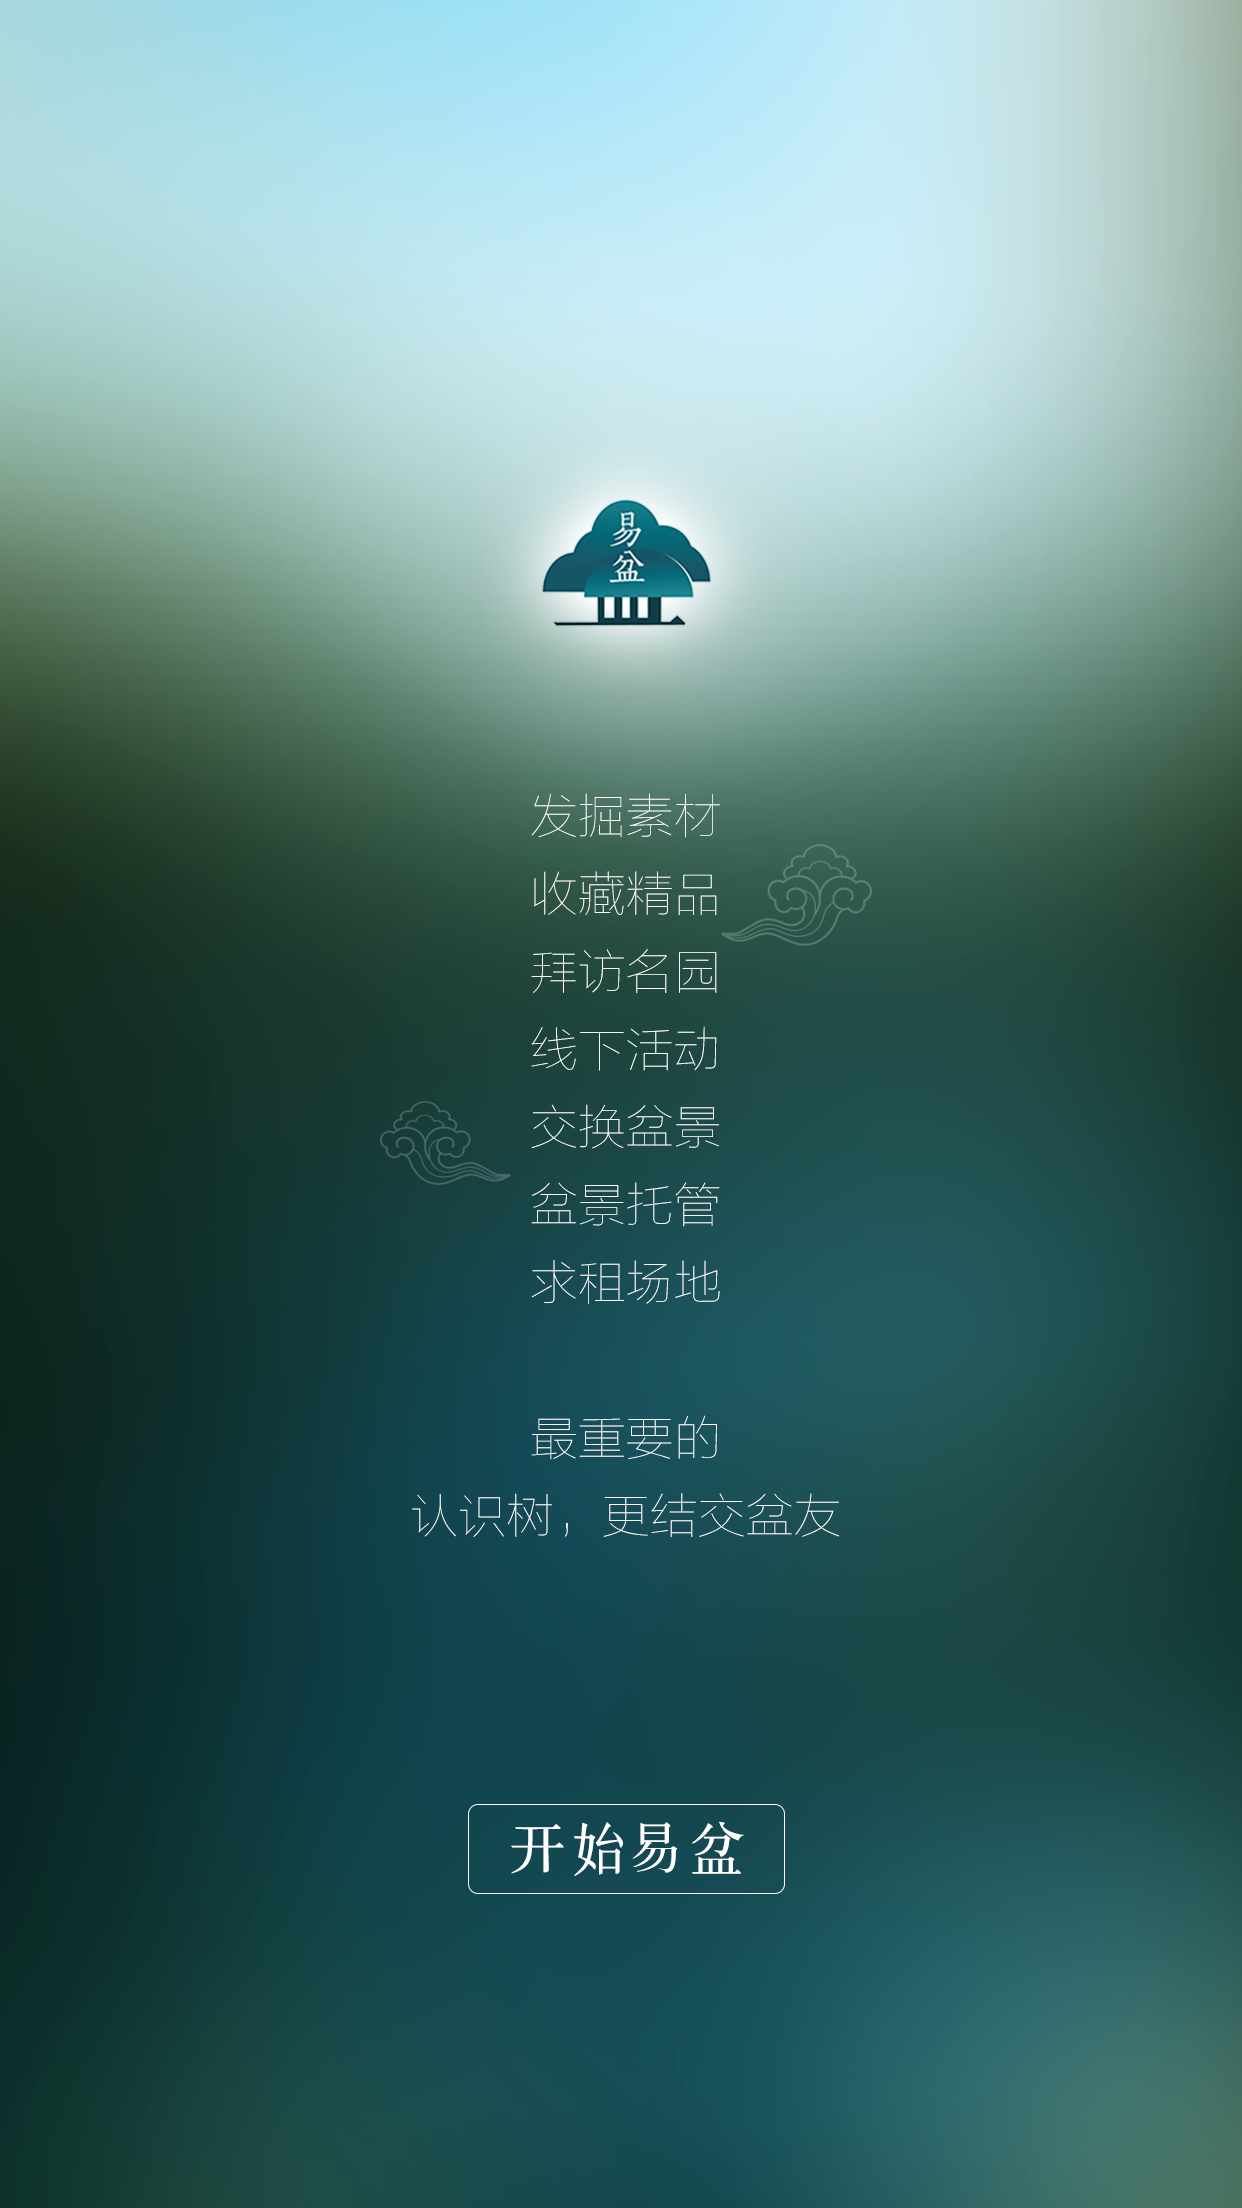 易
盆
发掘素材
收藏精品
拜访名园
线下活动
交换盆景
盆景托管
求租场地
最重要的
认识树，更结交盆友
开始易盆